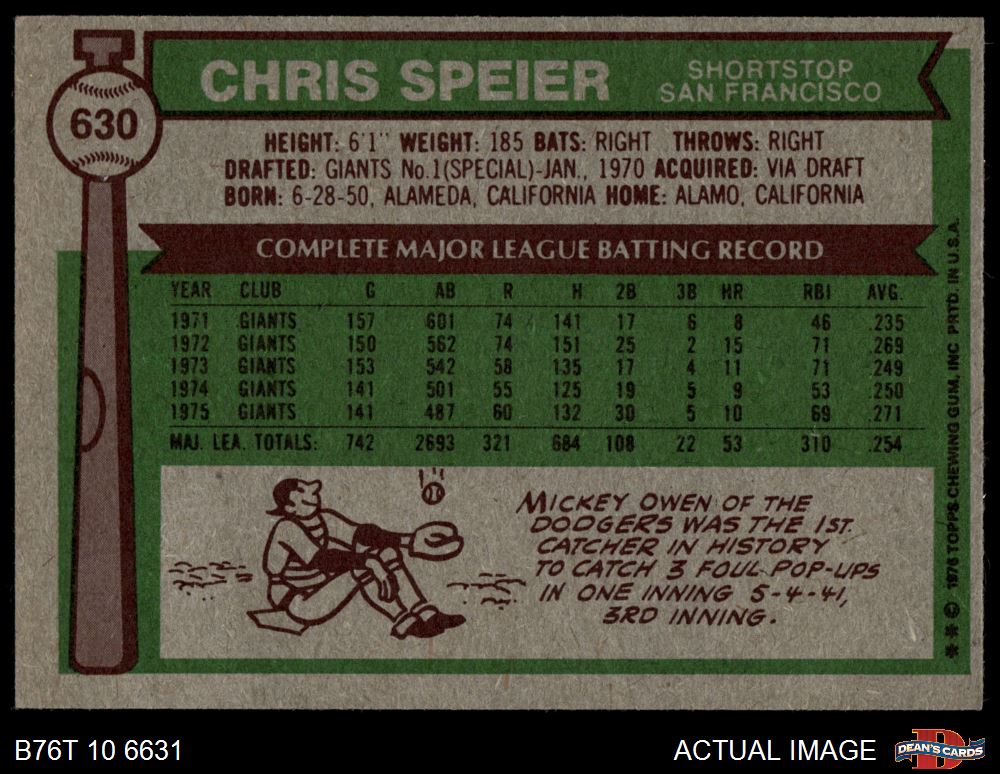 630
CHRIS SPEIER
SHORTSTOP
SAN FRANCISCO
HEIGHT: 6'1" WEIGHT: 185 BATS: RIGHT THROWS: RIGHT
DRAFTED: GIANTS No.1(SPECIAL)-JAN., 1970 ACQUIRED: VIA DRAFT
BORN: 6-28-50, ALAMEDA, CALIFORNIA HOME: ALAMO, CALIFORNIA
COMPLETE MAJOR LEAGUE BATTING RECORD
YEAR CLUB G AB R H 2B 3B HR RBI AVG.
1971 GIANTS 157 601 74 141 17 6 8 46 .235
1972 GIANTS 150 562 74 151 25 2 15 71 .269
1973 GIANTS 153 542 58 135 17 4 11 71 .249
1974 GIANTS 141 501 55 125 19 5 9 53 .250
1975 GIANTS 141 487 60 132 30 5 10 69 .271
MAJ. LEA. TOTALS: 742 2693 321 684 108 22 53 310 .254
MICKEY OWEN OF THE
DODGERS WAS THE 1ST.
CATCHER IN HISTORY
TO CATCH 3 FOUL POP-UPS
IN ONE INNING 5-4-41,
3RD INNING.
** © 1976 TOPPS CHEWING GUM, INC PRTD. IN U.S.A.
B76T 10 6631
ACTUAL IMAGE
D
DEAN'S CARDS